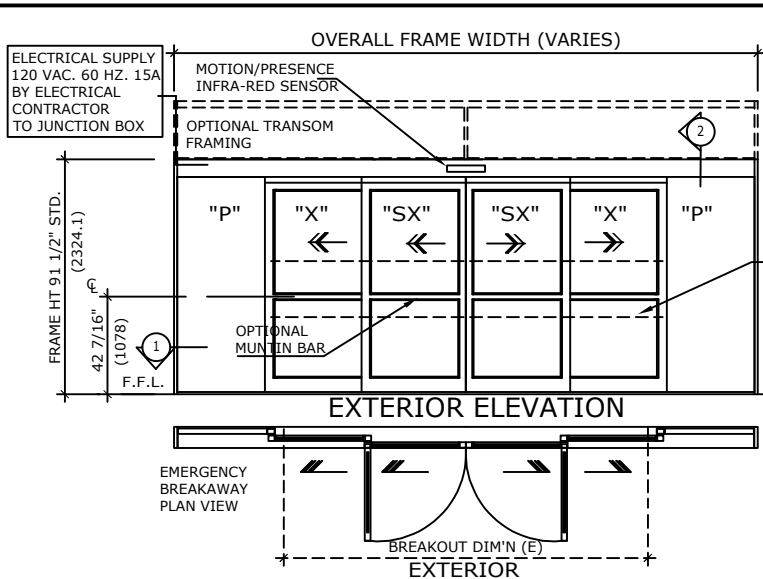 OVERALL FRAME WIDTH (VARIES)
ELECTRICAL SUPPLY
120 VAC. 60 HZ. 15A
BY ELECTRICAL
CONTRACTOR
TO JUNCTION BOX
MOTION/PRESENCE
INFRA-RED SENSOR
OPTIONAL TRANSOM
FRAMING
2
"P" "X" "SX" "SX" "X" "P"
FRAME HT 91 1/2" STD.
(2324.1)
℄
42 7/16"
(1078)
1
F.F.L.
OPTIONAL
MUNTIN BAR
EXTERIOR ELEVATION
EMERGENCY
BREAKAWAY
PLAN VIEW
BREAKOUT DIM'N (E)
EXTERIOR